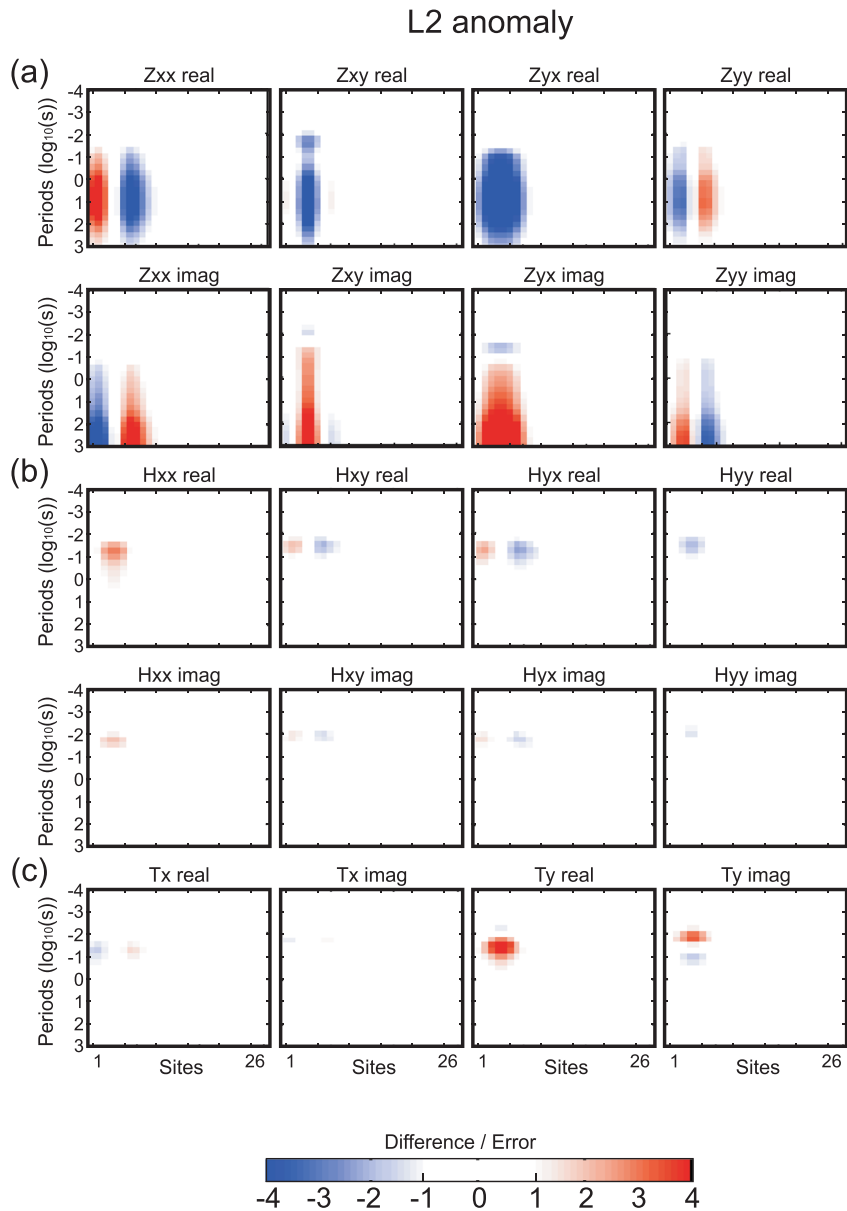 L2 anomaly
(a)
Zxx real Zxy real Zyx real Zyy real
Periods (log10(s))
-4
-3
-2
-1
0
1
2
3
Zxx imag Zxy imag Zyx imag Zyy imag
Periods (log10(s))
-4
-3
-2
-1
0
1
2
3
(b)
Hxx real Hxy real Hyx real Hyy real
Periods (log10(s))
-4
-3
-2
-1
0
1
2
3
Hxx imag Hxy imag Hyx imag Hyy imag
Periods (log10(s))
-4
-3
-2
-1
0
1
2
3
(c)
Tx real Tx imag Ty real Ty imag
Periods (log10(s))
-4
-3
-2
-1
0
1
2
3
1 Sites 26 1 Sites 26 1 Sites 26 1 Sites 26
Difference / Error
-4 -3 -2 -1 0 1 2 3 4